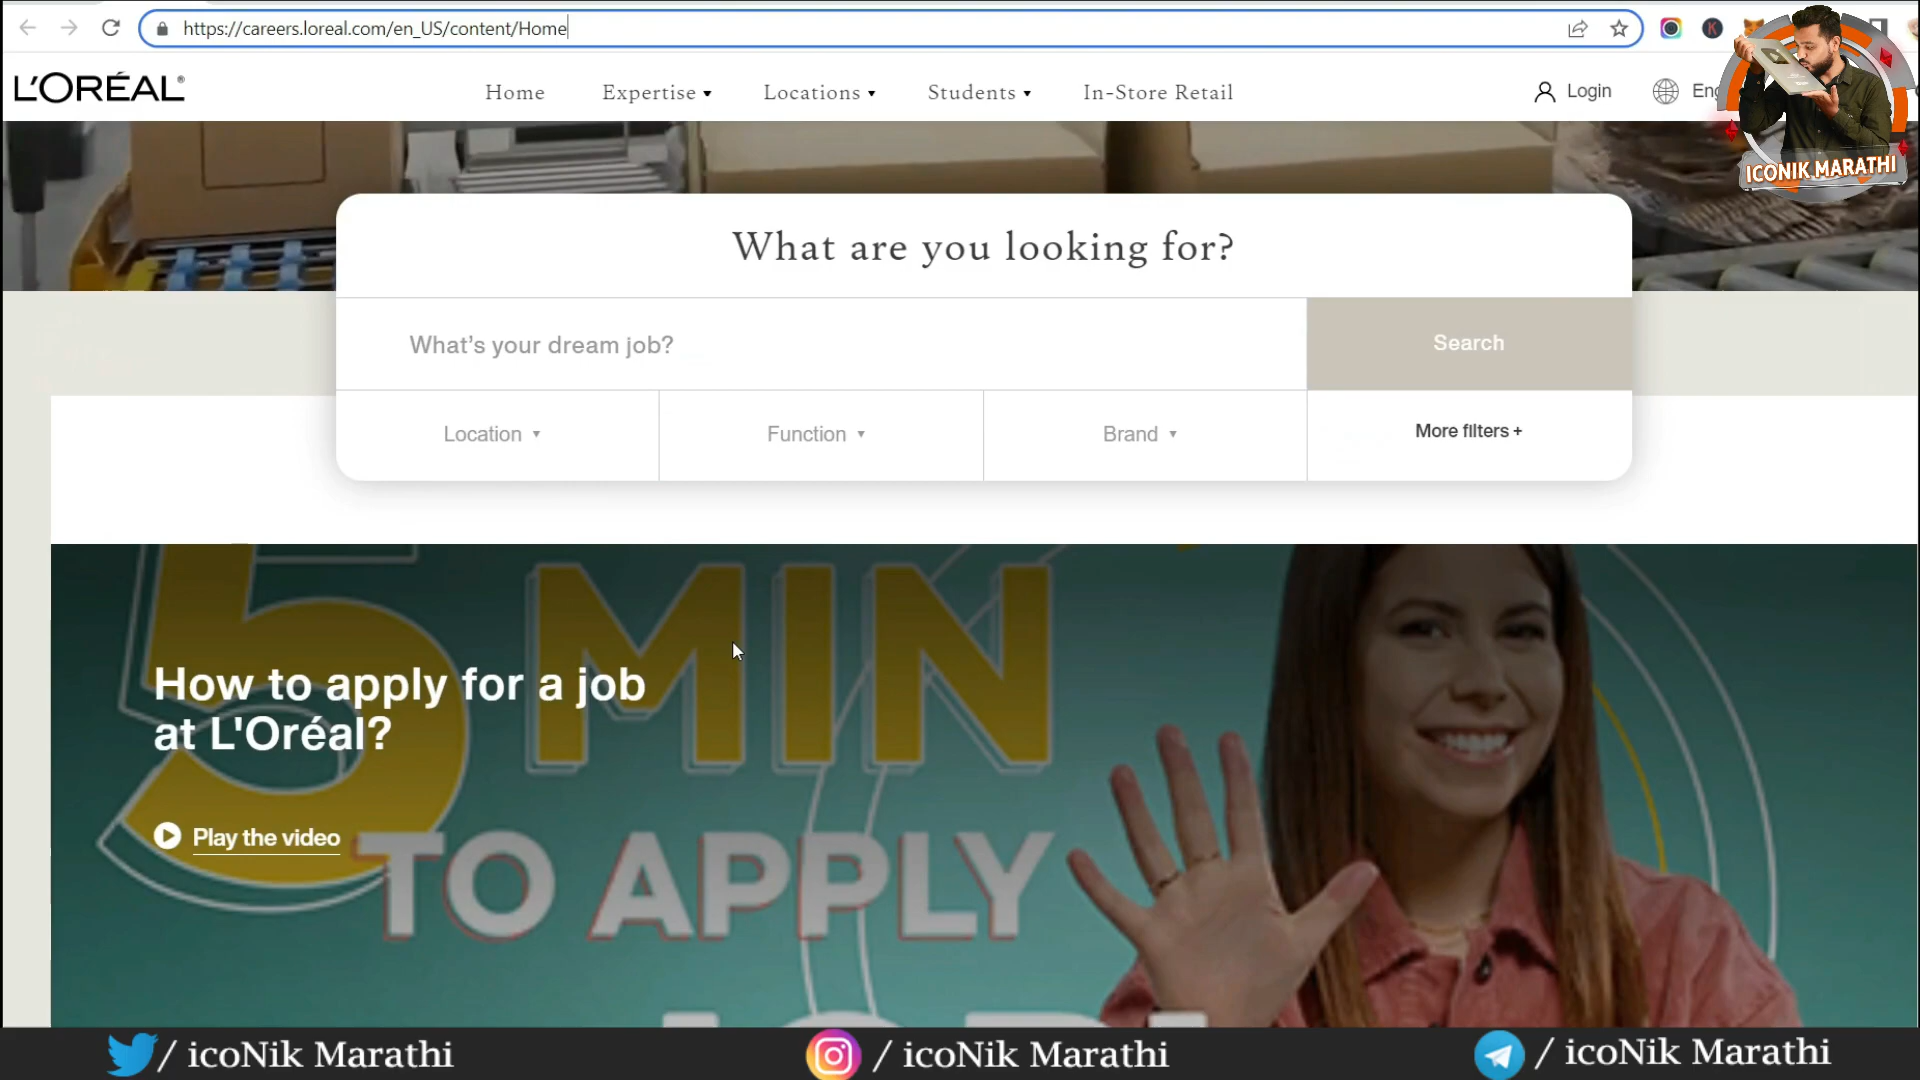 https://careers.loreal.com/en_US/content/Home
L'ORÉAL
Home
Expertise
Locations
Students
In-Store Retail
Login
Eng
ICONIK MARATHI
What are you looking for?
What's your dream job?
Search
Location
Function
Brand
More filters +
5 MIN
TO APPLY
How to apply for a job
at L'Oréal?
Play the video
/ icoNik Marathi
/ icoNik Marathi
/ icoNik Marathi